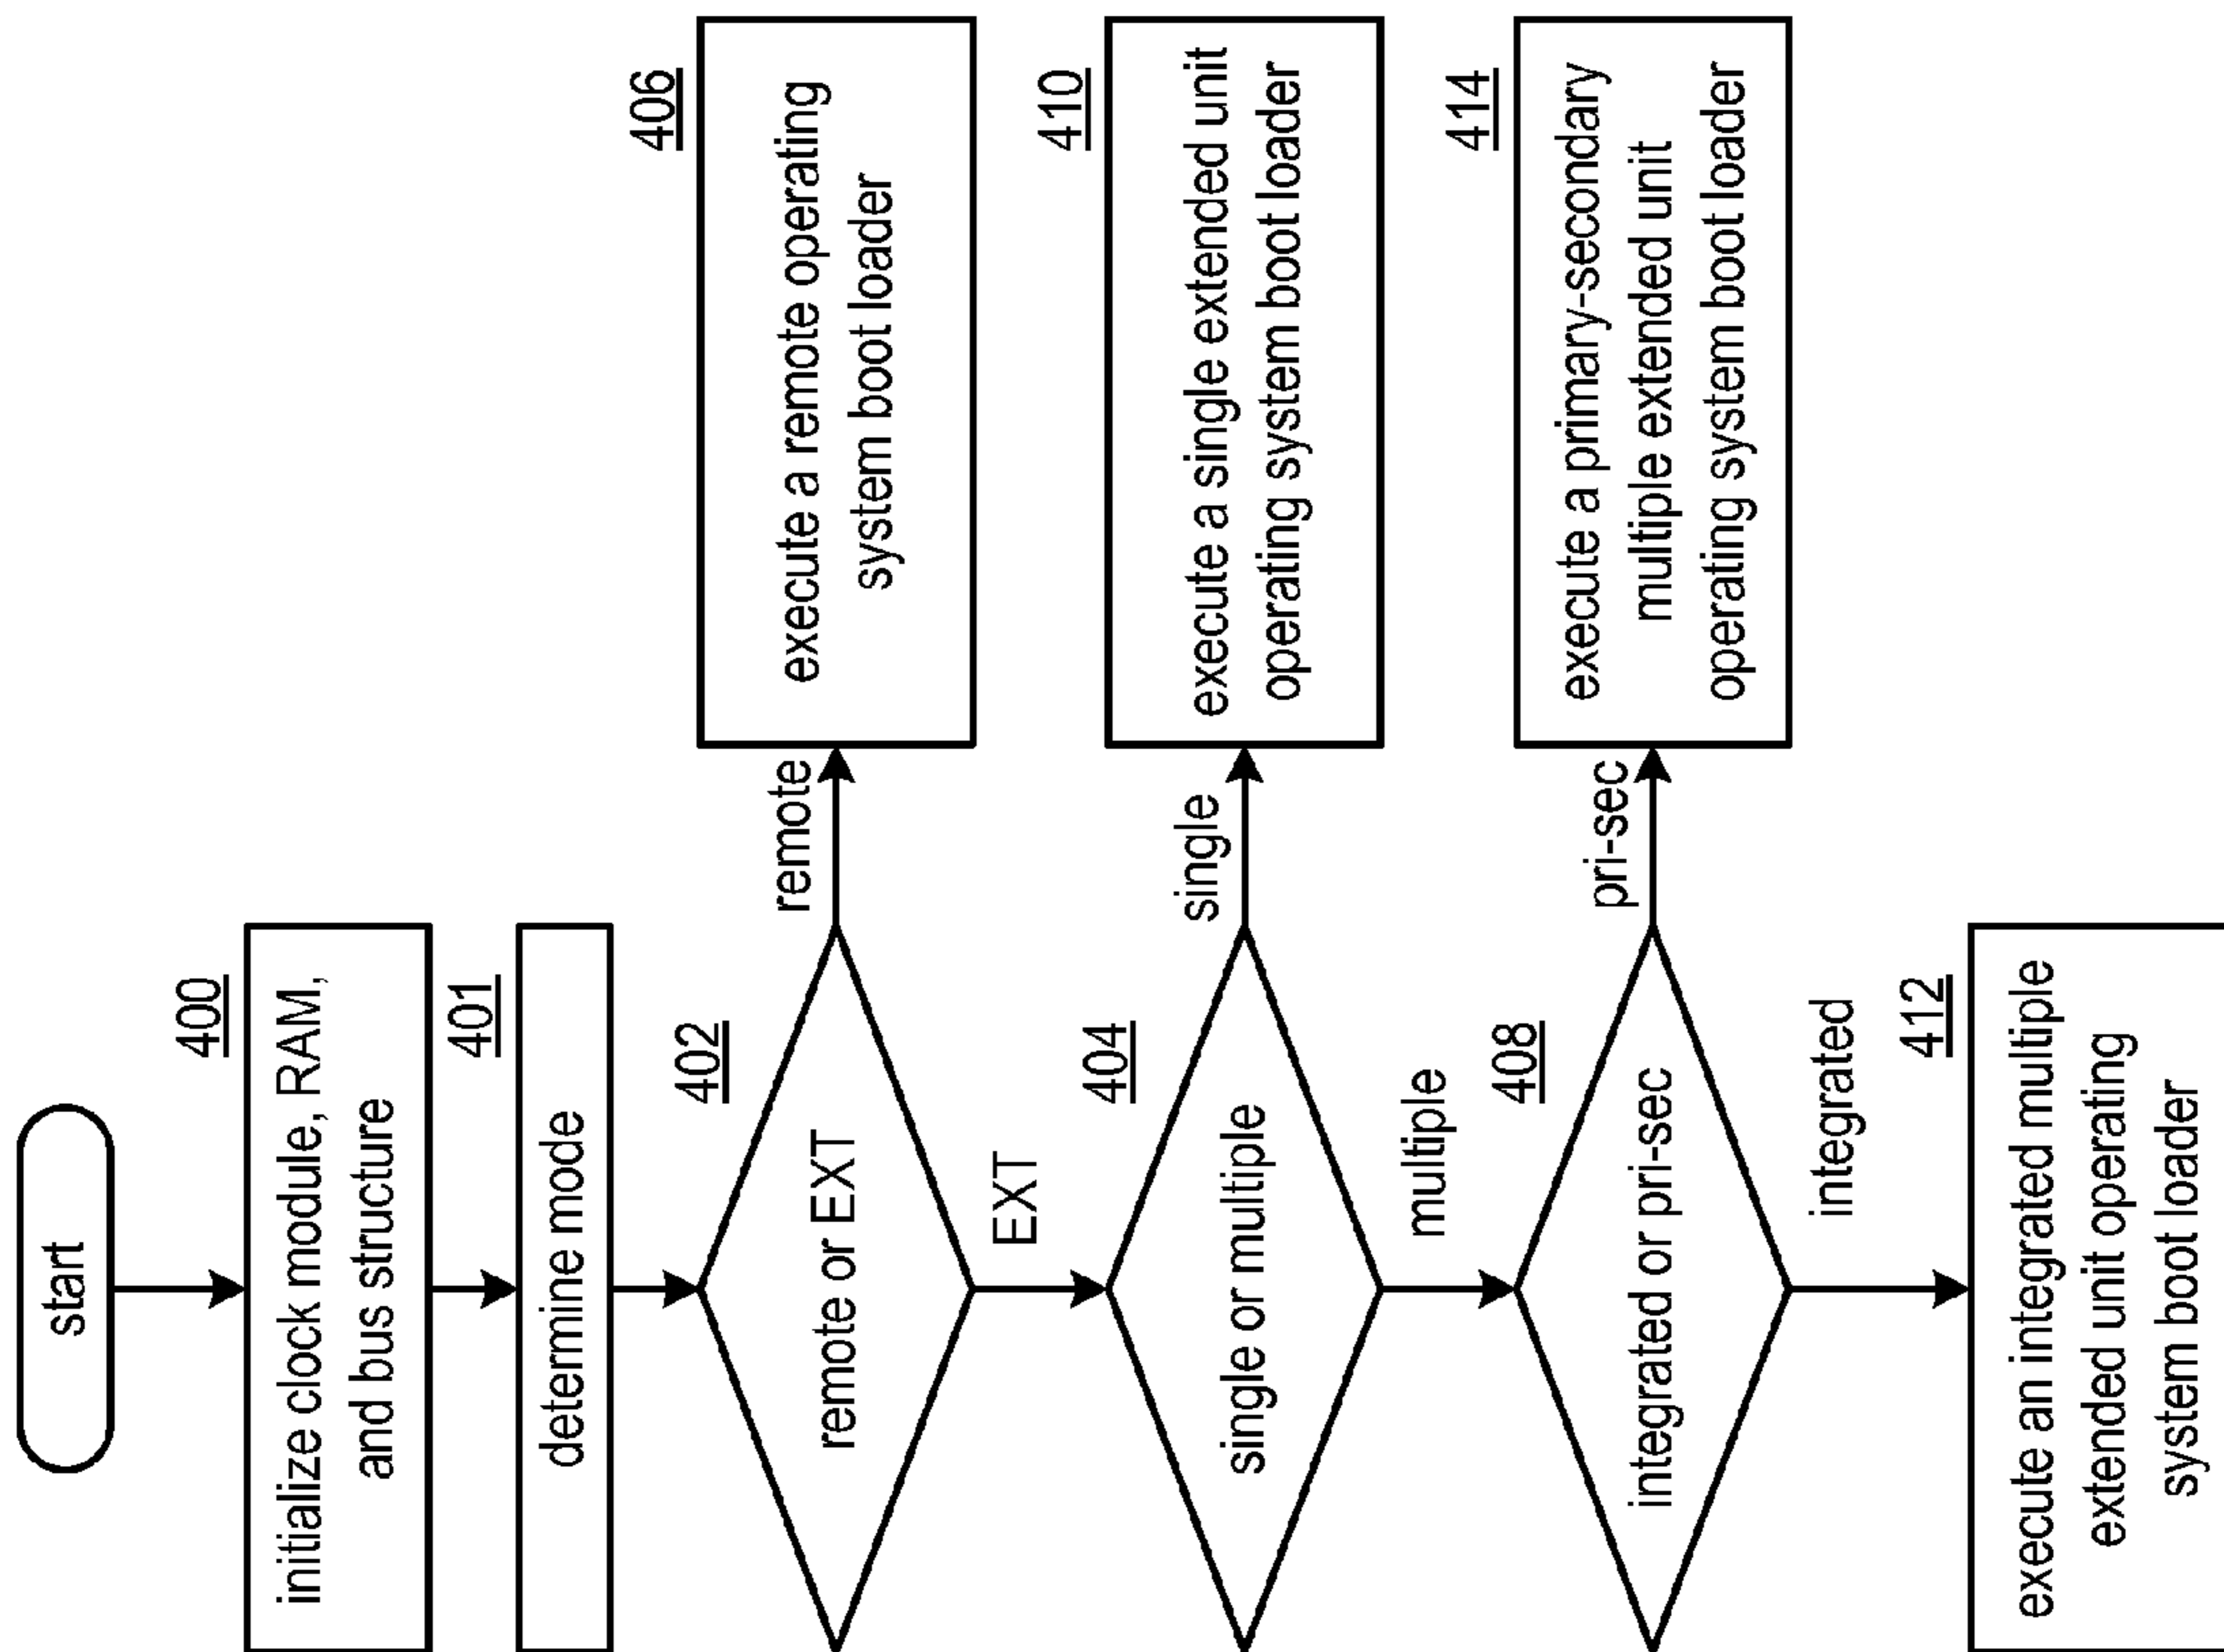 start
400
initialize clock module, RAM,
and bus structure
401
determine mode
402
remote or EXT
remote
406
execute a remote operating
system boot loader
EXT
404
single or multiple
single
410
execute a single extended unit
operating system boot loader
multiple
408
integrated or pri-sec
pri-sec
414
execute a primary-secondary
multiple extended unit
operating system boot loader
integrated
412
execute an integrated multiple
extended unit operating
system boot loader